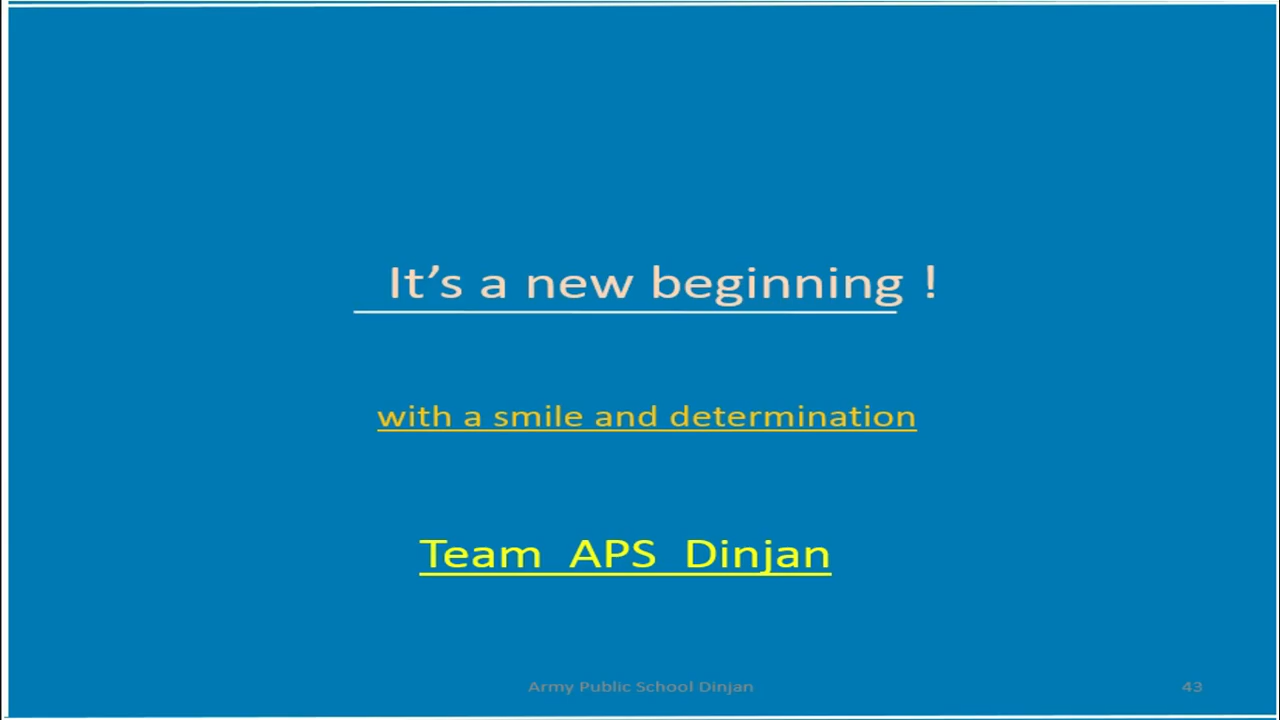 It’s a new beginning !
with a smile and determination
Team APS Dinjan
Army Public School Dinjan
43